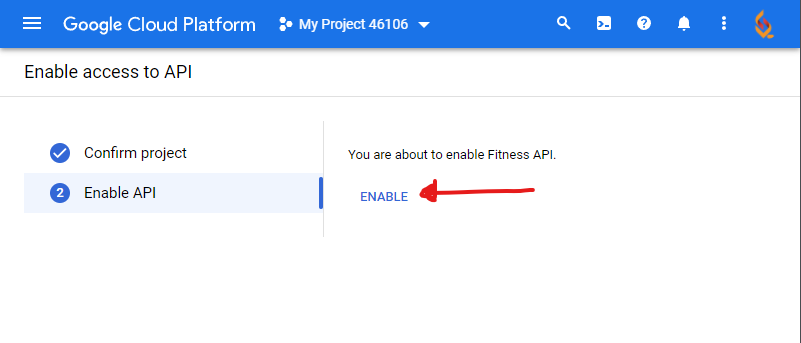 Google Cloud Platform My Project 46106
Enable access to API
Confirm project
You are about to enable Fitness API.
2 Enable API
ENABLE